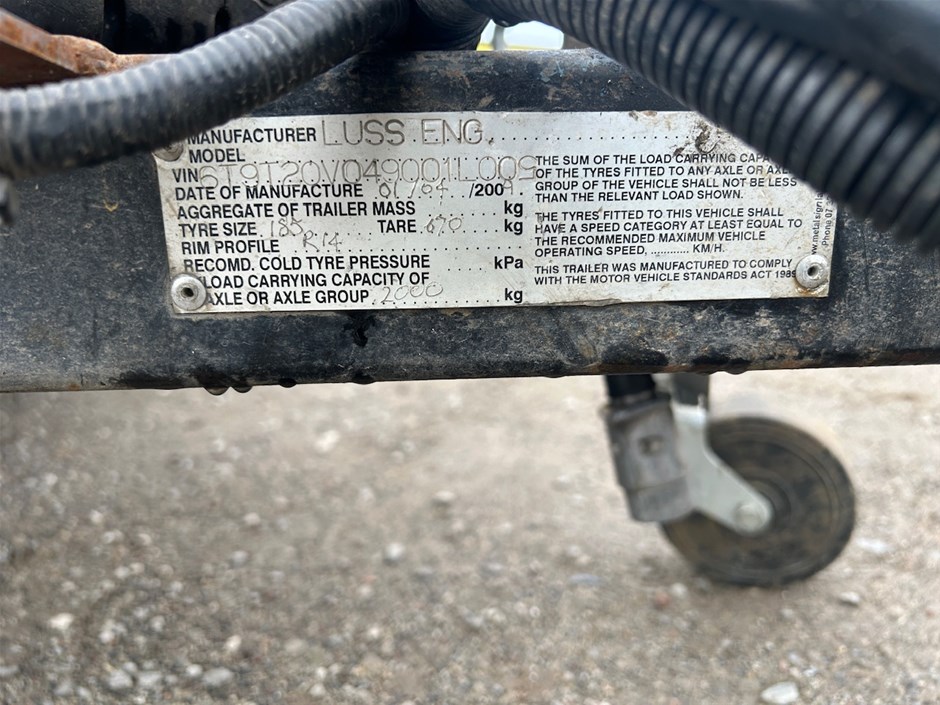 MANUFACTURER LUSS ENG.
MODEL
VIN 6T9T20V049001L009
DATE OF MANUFACTURE 01/04 /200
AGGREGATE OF TRAILER MASS kg
TYRE SIZE 185 TARE 670 kg
RIM PROFILE R14
RECOMD. COLD TYRE PRESSURE kPa
LOAD CARRYING CAPACITY OF
AXLE OR AXLE GROUP 2000 kg
THE SUM OF THE LOAD CARRYING
OF THE TYRES FITTED TO ANY AXLE OR AXLE
GROUP OF THE VEHICLE SHALL NOT BE LESS
THAN THE RELEVANT LOAD SHOWN.
THE TYRES FITTED TO THIS VEHICLE SHALL
HAVE A SPEED CATEGORY AT LEAST EQUAL TO
THE RECOMMENDED MAXIMUM VEHICLE
OPERATING SPEED, ............ KM/H.
THIS TRAILER WAS MANUFACTURED TO COMPLY
WITH THE MOTOR VEHICLE STANDARDS ACT 1989
Phone 07